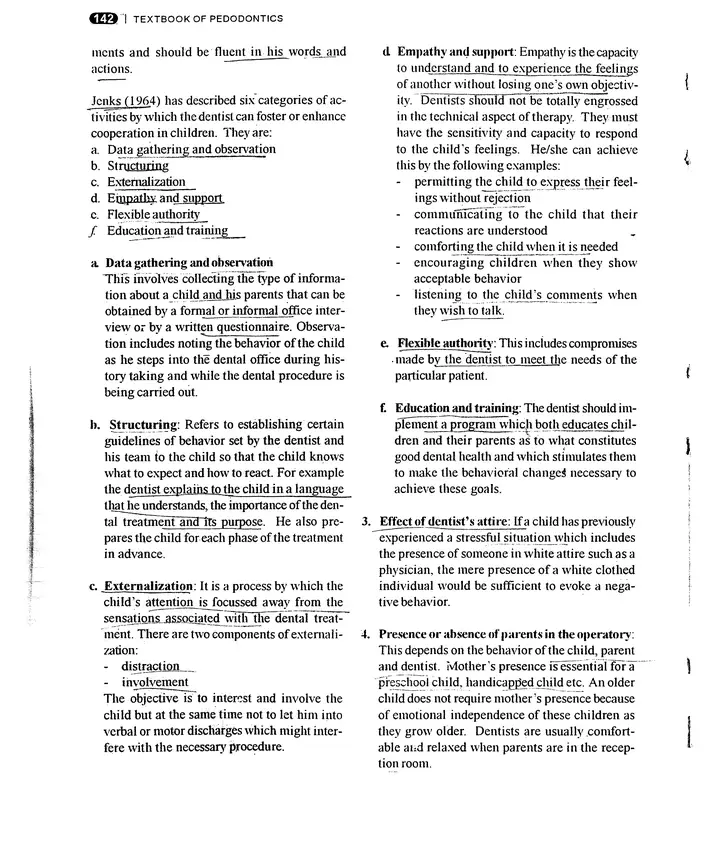 142 TEXTBOOK OF PEDODONTICS
ments and should be fluent in his words and
actions.
Jenks (1964) has described six categories of ac-
tivities by which the dentist can foster or enhance
cooperation in children. They are:
a. Data gathering and observation
b. Structuring
c. Externalization
d. Empathy and support
e. Flexible authority
f. Education and training
a. Data gathering and observation
This involves collecting the type of informa-
tion about a child and his parents that can be
obtained by a formal or informal office inter-
view or by a written questionnaire. Observa-
tion includes noting the behavior of the child
as he steps into the dental office during his-
tory taking and while the dental procedure is
being carried out.
b. Structuring: Refers to establishing certain
guidelines of behavior set by the dentist and
his team to the child so that the child knows
what to expect and how to react. For example
the dentist explains to the child in a language
that he understands, the importance of the den-
tal treatment and its purpose. He also pre-
pares the child for each phase of the treatment
in advance.
c. Externalization: It is a process by which the
child's attention is focussed away from the
sensations associated with the dental treat-
ment. There are two components of externali-
zation:
- distraction
- involvement
The objective is to interest and involve the
child but at the same time not to let him into
verbal or motor discharges which might inter-
fere with the necessary procedure.
d. Empathy and support: Empathy is the capacity
to understand and to experience the feelings
of another without losing one's own objectiv-
ity. Dentists should not be totally engrossed
in the technical aspect of therapy. They must
have the sensitivity and capacity to respond
to the child's feelings. He/she can achieve
this by the following examples:
- permitting the child to express their feel-
ings without rejection
- communicating to the child that their
reactions are understood
- comforting the child when it is needed
- encouraging children when they show
acceptable behavior
- listening to the child's comments when
they wish to talk.
e. Flexible authority: This includes compromises
made by the dentist to meet the needs of the
particular patient.
f. Education and training: The dentist should im-
plement a program which both educates chil-
dren and their parents as to what constitutes
good dental health and which stimulates them
to make the behavioral changes necessary to
achieve these goals.
3. Effect of dentist's attire: If a child has previously
experienced a stressful situation which includes
the presence of someone in white attire such as a
physician, the mere presence of a white clothed
individual would be sufficient to evoke a nega-
tive behavior.
4. Presence or absence of parents in the operatory:
This depends on the behavior of the child, parent
and dentist. Mother's presence is essential for a
preschool child, handicapped child etc. An older
child does not require mother's presence because
of emotional independence of these children as
they grow older. Dentists are usually comfort-
able and relaxed when parents are in the recep-
tion room.